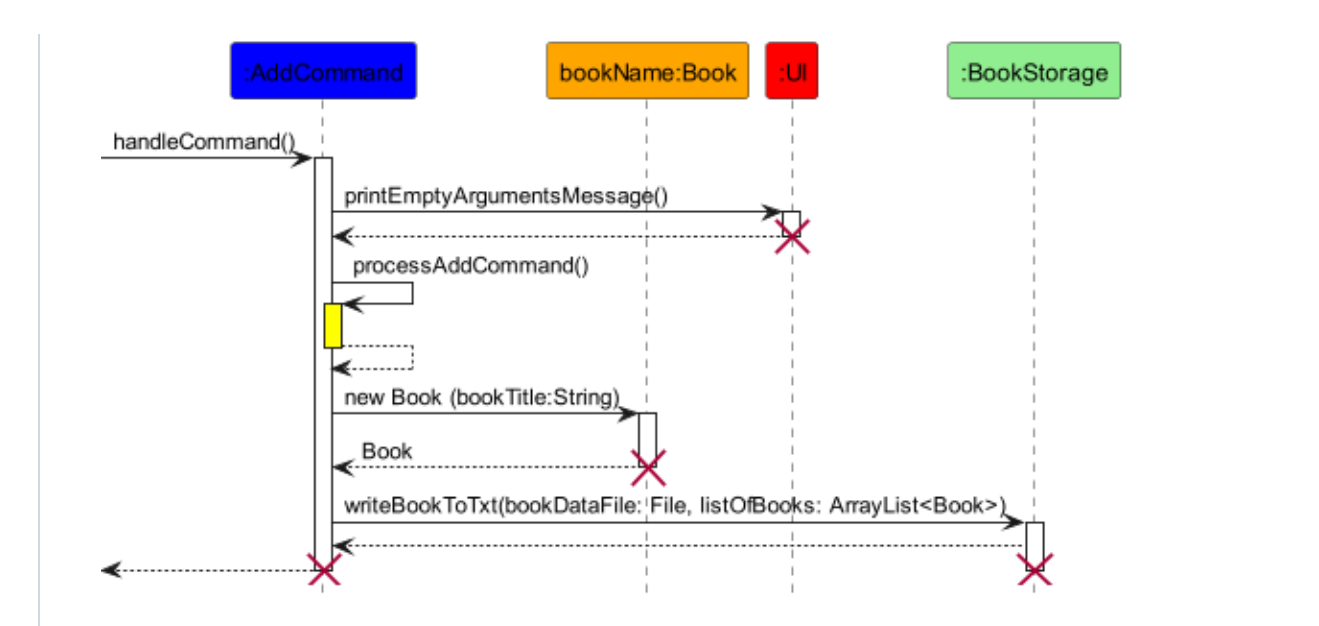 :AddCommand
bookName:Book
:UI
:BookStorage
handleCommand()
printEmptyArgumentsMessage()
processAddCommand()
new Book (bookTitle:String)
Book
writeBookToTxt(bookDataFile: File, listOfBooks: ArrayList<Book>)